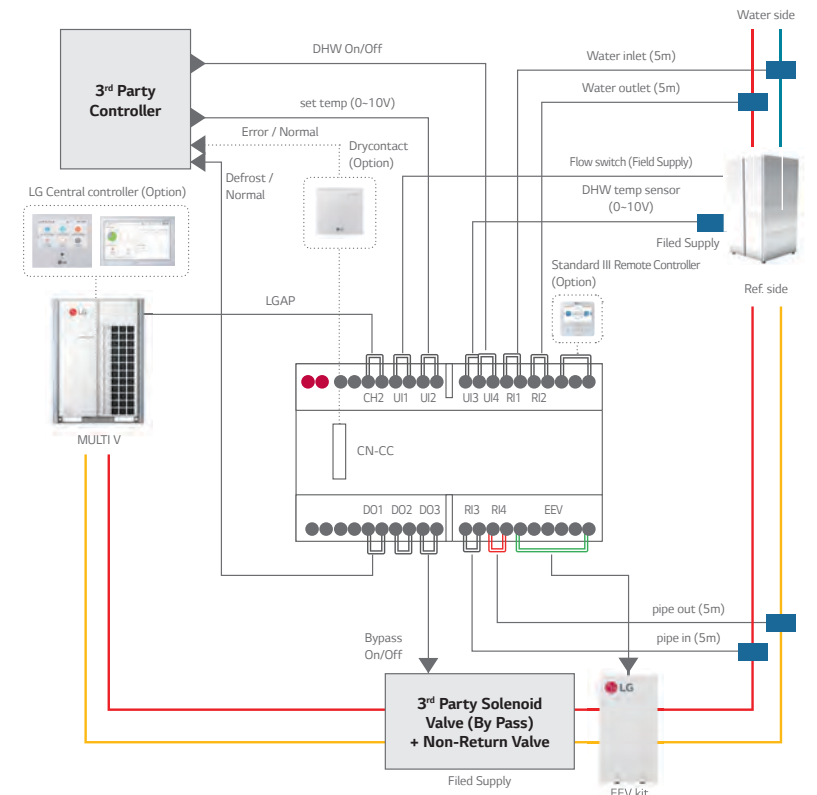 Water side
DHW On/Off
Water inlet (5m)
3rd Party
Controller
Water outlet (5m)
set temp (0~10V)
Error / Normal
Drycontact
(Option)
Defrost /
Normal
Flow switch (Field Supply)
LG Central controller (Option)
DHW temp sensor
(0~10V)
Filed Supply
Standard III Remote Controller
(Option)
Ref. side
LGAP
LG
CH2 UI1 UI2 UI3 UI4 RI1 RI2
MULTI V
CN-CC
DO1 DO2 DO3 RI3 RI4 EEV
pipe out (5m)
Bypass
On/Off
pipe in (5m)
LG
3rd Party Solenoid
Valve (By Pass)
+ Non-Return Valve
Filed Supply
EEV kit